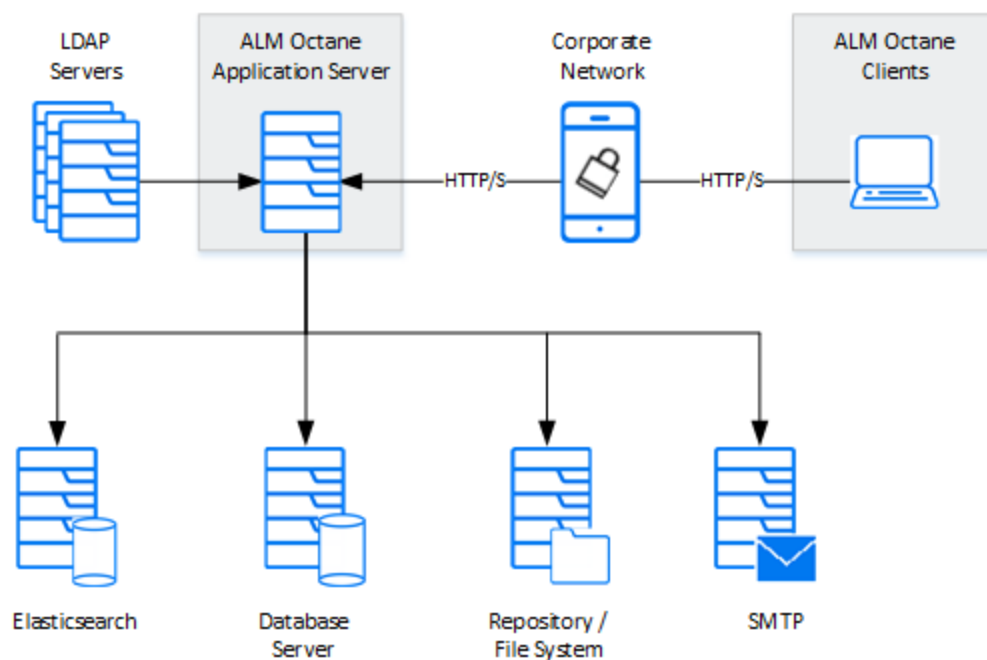 LDAP
Servers
ALM Octane
Application Server
Corporate
Network
ALM Octane
Clients
HTTP/S
HTTP/S
Elasticsearch
Database
Server
Repository /
File System
SMTP